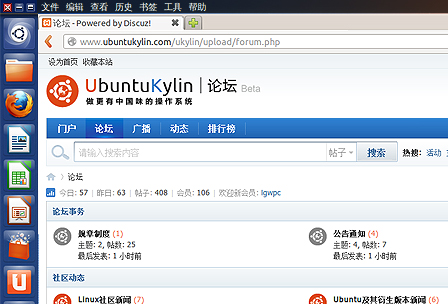 文件 编辑 查看 历史 书签 工具 帮助
论坛 - Powered by Discuz!
www.ubuntukylin.com/ukylin/upload/forum.php
设为首页 收藏本站
UbuntuKylin | 论坛 Beta
做更有中国味的操作系统
门户 论坛 广播 动态 排行榜
请输入搜索内容 帖子 搜索 热搜: 活动
论坛
今日: 57 | 昨日: 63 | 帖子: 408 | 会员: 106 | 欢迎新会员: lgwpc
论坛事务
规章制度 (1)
主题: 2, 帖数: 25
最后发表: 1 小时前
公告通知 (4)
主题: 4, 帖数: 7
最后发表: 1 小时前
社区动态
Linux社区新闻 (7)
Ubuntu及其衍生版本新闻 (6)